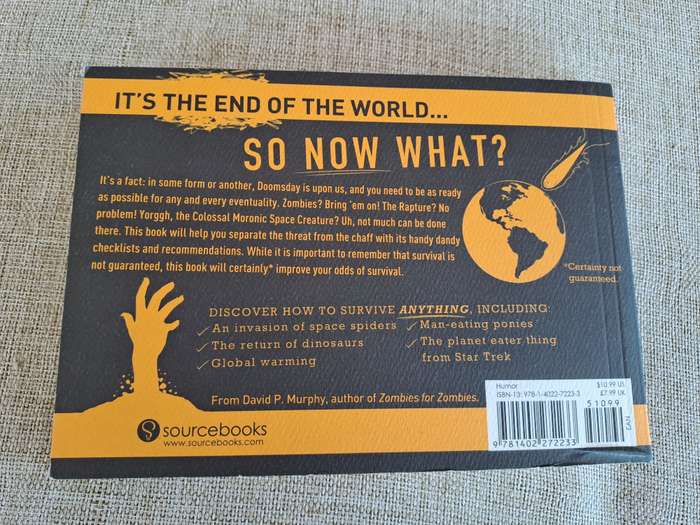 IT'S THE END OF THE WORLD...
SO NOW WHAT?
It's a fact: in some form or another, Doomsday is upon us, and you need to be as ready
as possible for any and every eventuality. Zombies? Bring 'em on! The Rapture? No
problem! Yorggh, the Colossal Moronic Space Creature? Uh, not much can be done
there. This book will help you separate the threat from the chaff with its handy dandy
checklists and recommendations. While it is important to remember that survival is
not guaranteed, this book will certainly* improve your odds of survival.
*Certainty not
guaranteed.
DISCOVER HOW TO SURVIVE ANYTHING, INCLUDING:
✓ An invasion of space spiders
✓ The return of dinosaurs
✓ Global warming
✓ Man-eating ponies
✓ The planet eater thing
from Star Trek
From David P. Murphy, author of Zombies for Zombies.
sourcebooks
www.sourcebooks.com
Humor
$10.99 US
ISBN-13: 978-1-4022-7223-3
£7.99 UK
51099
9 781402 272233
EAN